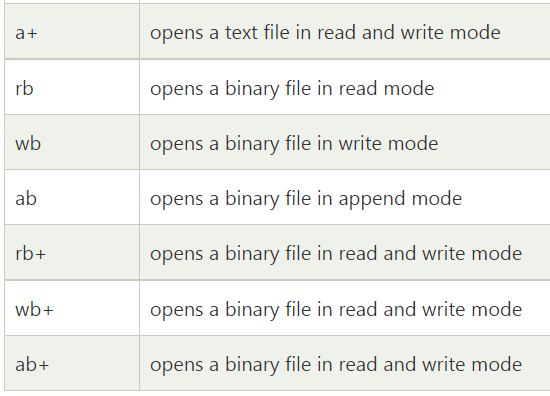 a+ opens a text file in read and write mode
rb opens a binary file in read mode
wb opens a binary file in write mode
ab opens a binary file in append mode
rb+ opens a binary file in read and write mode
wb+ opens a binary file in read and write mode
ab+ opens a binary file in read and write mode